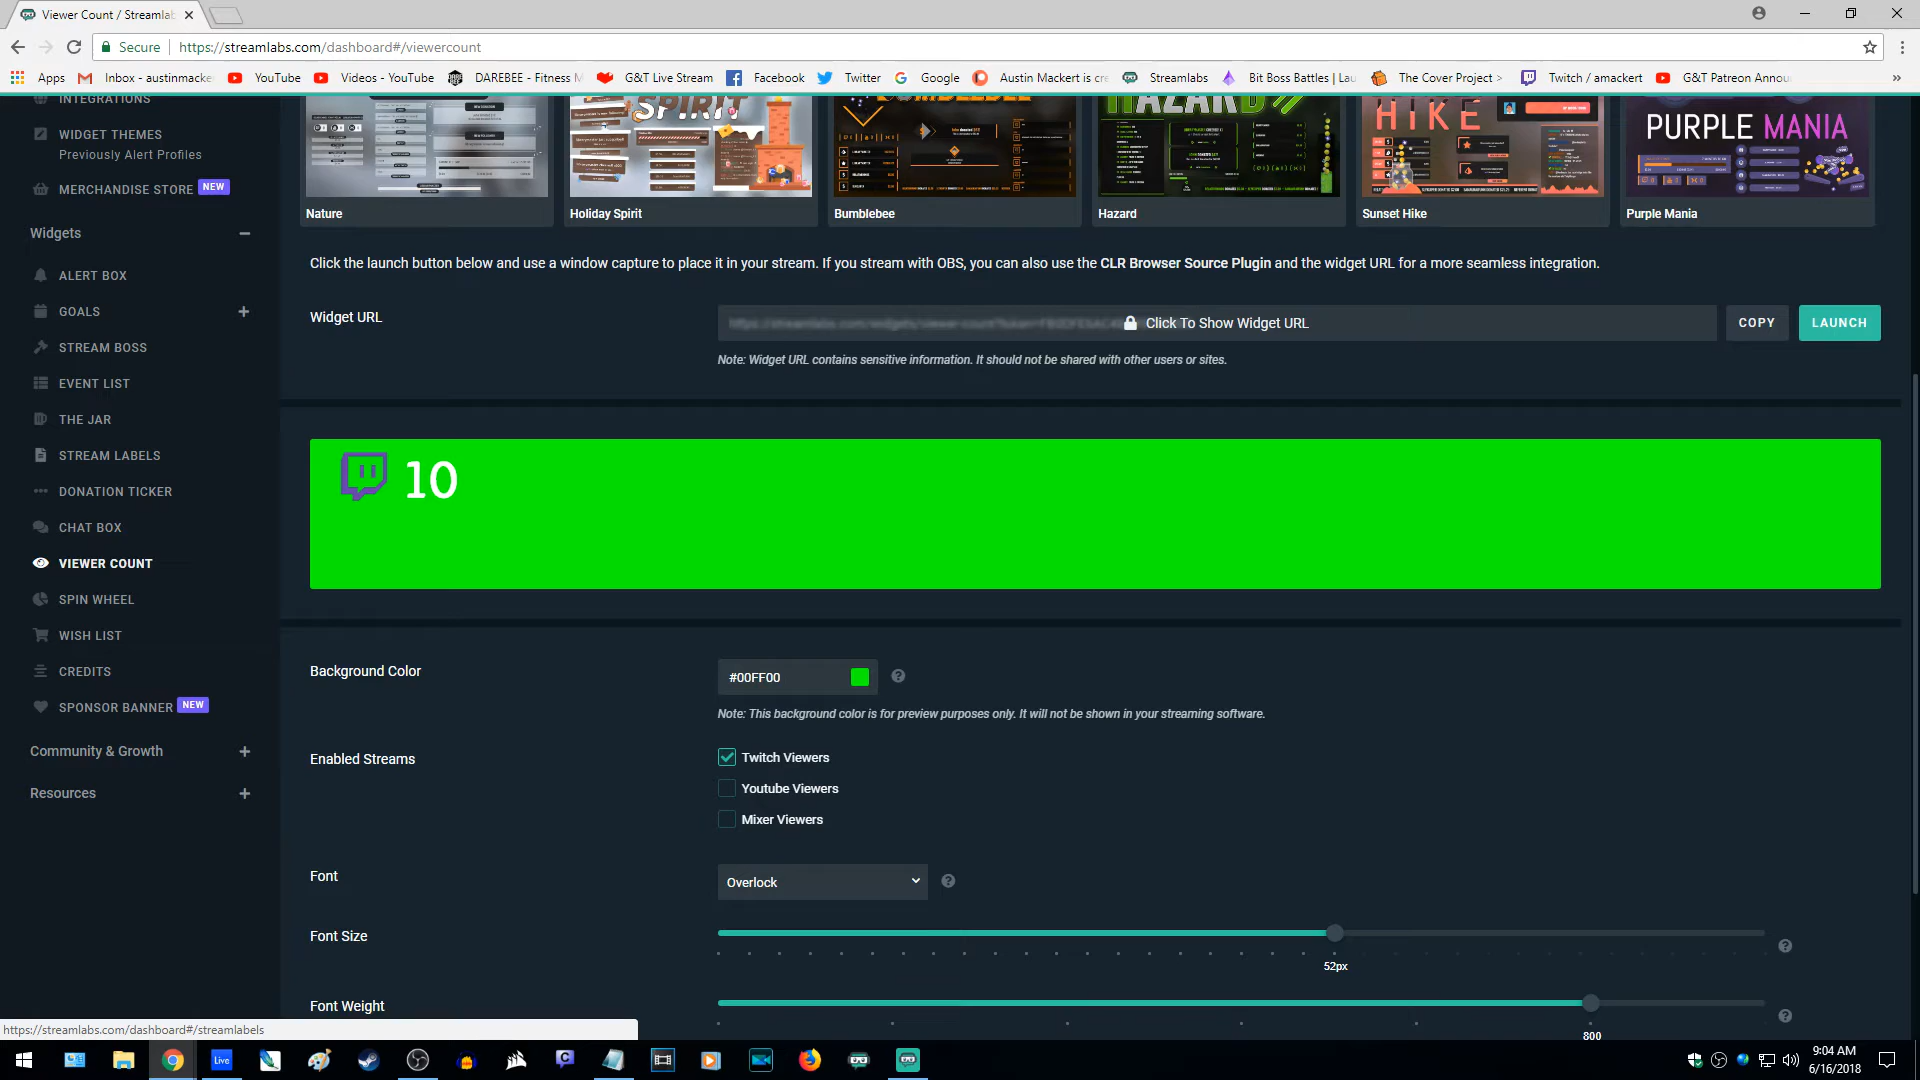 Viewer Count / Streamlab
Secure
https://streamlabs.com/dashboard#/viewercount
Apps
Inbox - austinmacke
YouTube
Videos - YouTube
DAREBEE - Fitness
G&T Live Stream
Facebook
Twitter
Google
Austin Mackert is cre
Streamlabs
Bit Boss Battles | Lau
The Cover Project >
Twitch / amackert
G&T Patreon Annou
»
INTEGRATIONS
WIDGET THEMES
Previously Alert Profiles
MERCHANDISE STORE NEW
Widgets
ALERT BOX
GOALS
STREAM BOSS
EVENT LIST
THE JAR
STREAM LABELS
DONATION TICKER
CHAT BOX
VIEWER COUNT
SPIN WHEEL
WISH LIST
CREDITS
SPONSOR BANNER NEW
Community & Growth
Resources
SPIRIT
BUMBLEBEE
HAZARD
HIKE
PURPLE MANIA
Nature
Holiday Spirit
Bumblebee
Hazard
Sunset Hike
Purple Mania
Click the launch button below and use a window capture to place it in your stream. If you stream with OBS, you can also use the CLR Browser Source Plugin and the widget URL for a more seamless integration.
Widget URL
Click To Show Widget URL
COPY
LAUNCH
Note: Widget URL contains sensitive information. It should not be shared with other users or sites.
10
Background Color
#00FF00
Note: This background color is for preview purposes only. It will not be shown in your streaming software.
Enabled Streams
Twitch Viewers
Youtube Viewers
Mixer Viewers
Font
Overlock
Font Size
52px
Font Weight
800
https://streamlabs.com/dashboard#/streamlabels
Live
9:04 AM
6/16/2018